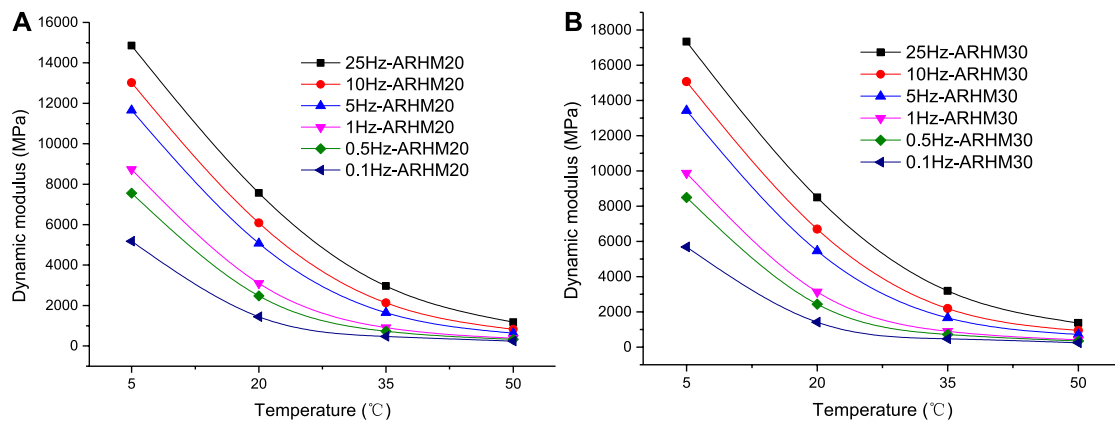 A
16000
14000
12000
10000
8000
6000
4000
2000
0
Dynamic modulus (MPa)
5 20 35 50
Temperature (℃)
25Hz-ARHM20
10Hz-ARHM20
5Hz-ARHM20
1Hz-ARHM20
0.5Hz-ARHM20
0.1Hz-ARHM20
B
18000
16000
14000
12000
10000
8000
6000
4000
2000
0
Dynamic modulus (MPa)
5 20 35 50
Temperature (℃)
25Hz-ARHM30
10Hz-ARHM30
5Hz-ARHM30
1Hz-ARHM30
0.5Hz-ARHM30
0.1Hz-ARHM30